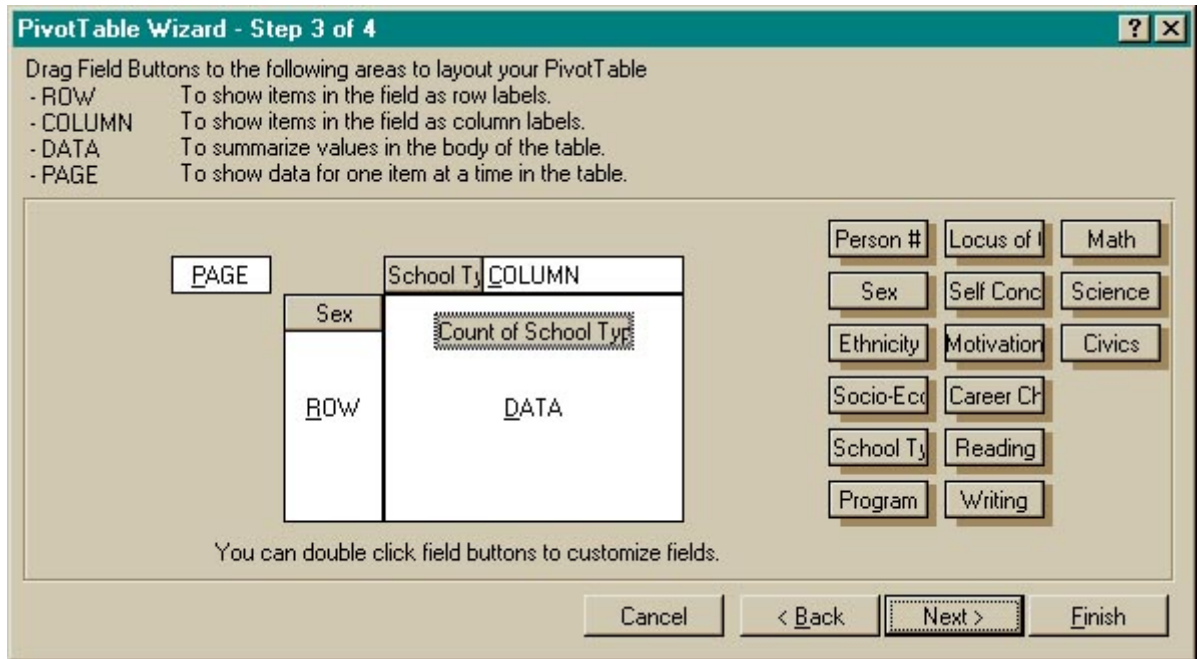 PivotTable Wizard - Step 3 of 4
Drag Field Buttons to the following areas to layout your PivotTable
- ROW To show items in the field as row labels.
- COLUMN To show items in the field as column labels.
- DATA To summarize values in the body of the table.
- PAGE To show data for one item at a time in the table.
PAGE
School Ty COLUMN
Sex
Count of School Typ
ROW
DATA
Person # Locus of Math
Sex Self Conc Science
Ethnicity Motivation Civics
Socio-Eco Career Ch
School Ty Reading
Program Writing
You can double click field buttons to customize fields.
Cancel < Back Next > Finish